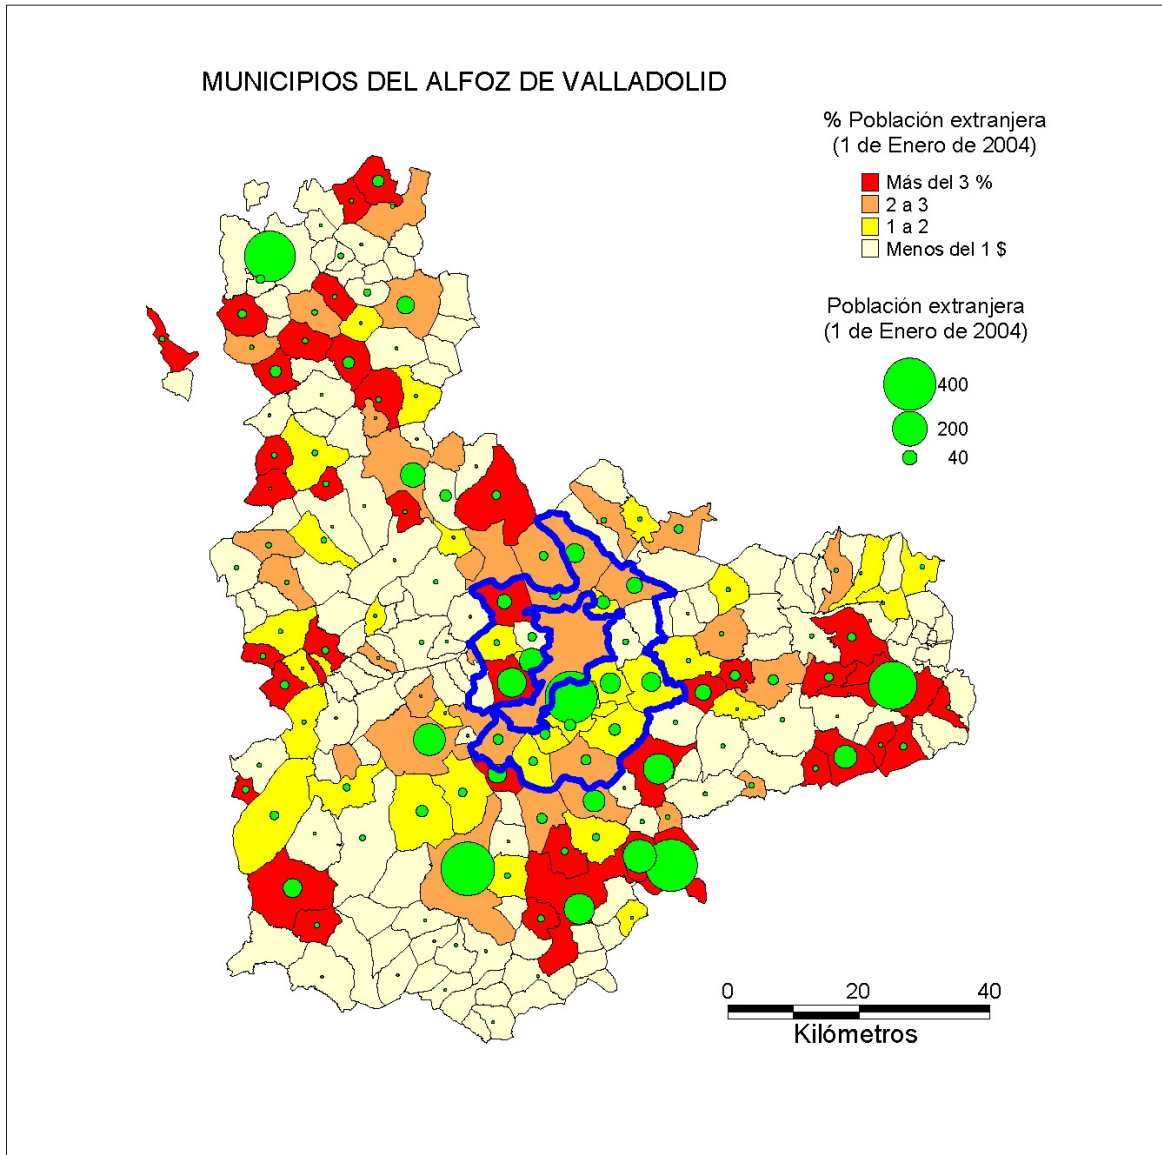 MUNICIPIOS DEL ALFOZ DE VALLADOLID
% Población extranjera
(1 de Enero de 2004)
Más del 3 %
2 a 3
1 a 2
Menos del 1 $
Población extranjera
(1 de Enero de 2004)
400
200
40
0 20 40
Kilómetros